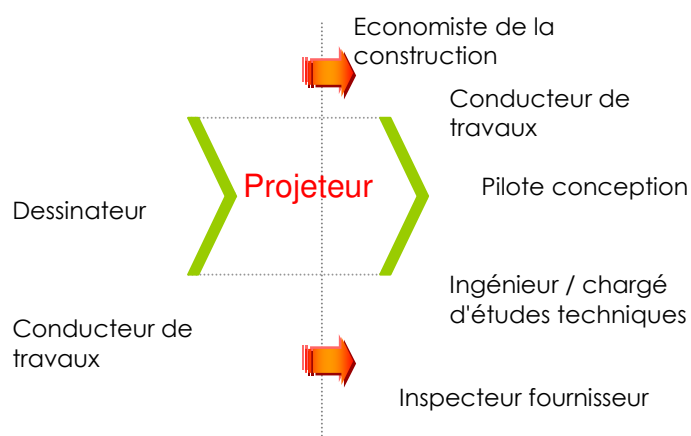 Economiste de la
construction
Conducteur de
travaux
Projeteur
Pilote conception
Dessinateur
Ingénieur / chargé
d'études techniques
Conducteur de
travaux
Inspecteur fournisseur